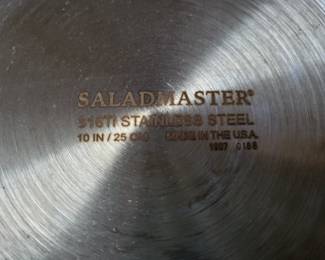 SALADMASTER®
316Ti STAINLESS STEEL
10 IN / 25 CM MADE IN THE U.S.A.